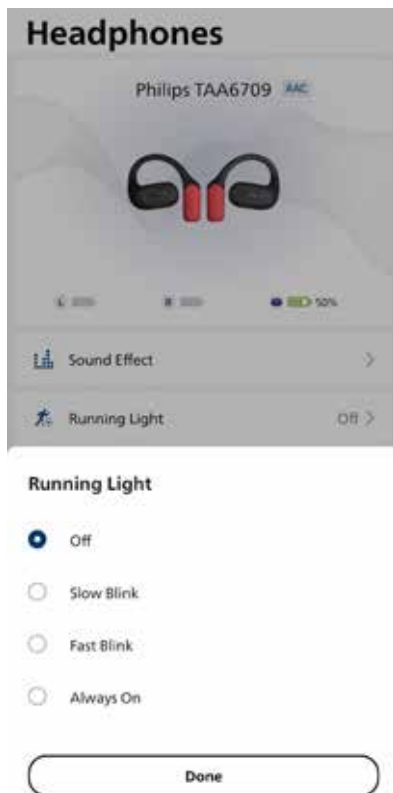 Headphones
Philips TAA6709 AAC
L R 50%
Sound Effect
Running Light Off
Running Light
Off
Slow Blink
Fast Blink
Always On
Done